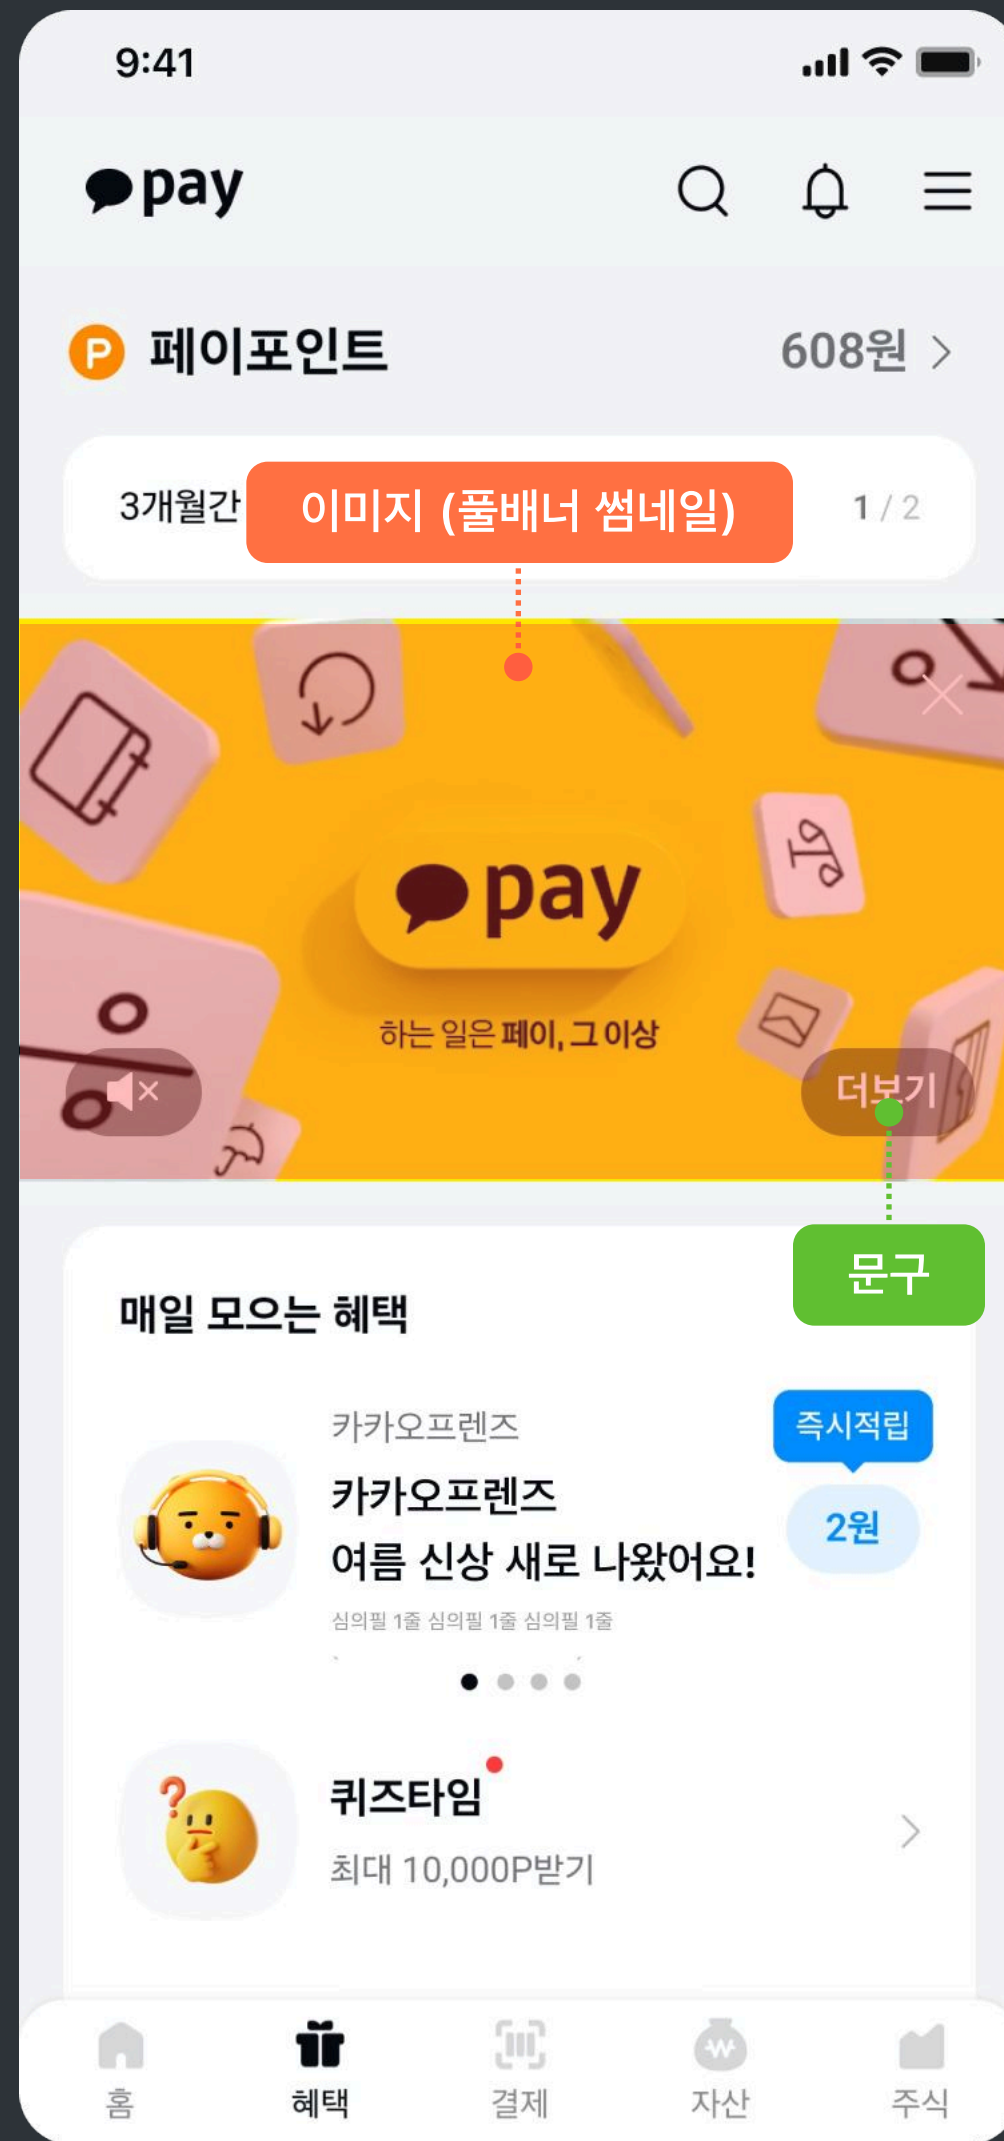 9:41
pay
페이포인트
608원
3개월간
이미지 (풀배너 썸네일)
1 / 2
pay
하는 일은 페이, 그 이상
더보기
문구
매일 모으는 혜택
카카오프렌즈
즉시적립
카카오프렌즈
여름 신상 새로 나왔어요!
2원
심의필 1줄 심의필 1줄 심의필 1줄
퀴즈타임
최대 10,000P받기
홈
혜택
결제
자산
주식